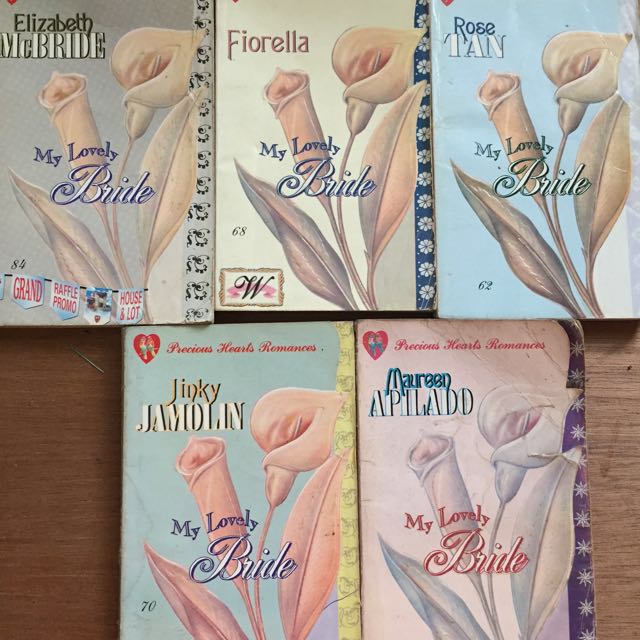 Elizabeth
McBRIDE
My Lovely
Bride
84
GRAND
RAFFLE
PROMO
HOUSE
& LOT
Fiorella
My Lovely
Bride
68
W
Rose
TAN
My Lovely
Bride
62
Precious Hearts Romances
Jinky
JAMOLIN
My Lovely
Bride
70
Precious Hearts Romances
Maureen
APILADO
My Lovely
Bride